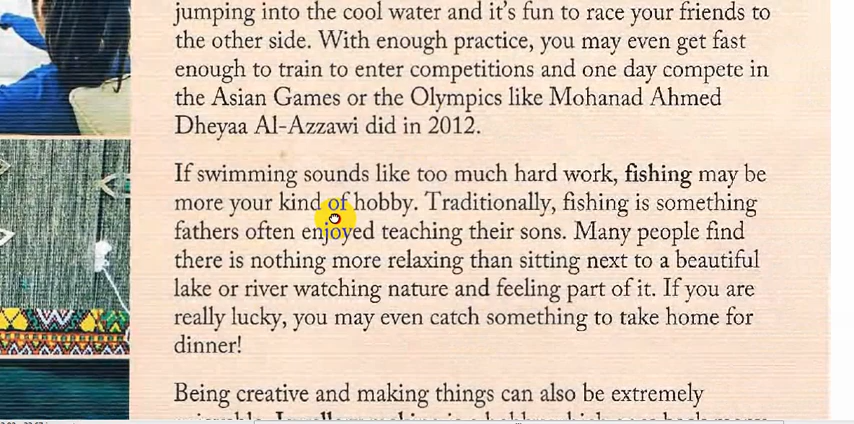 jumping into the cool water and it's fun to race your friends to
the other side. With enough practice, you may even get fast
enough to train to enter competitions and one day compete in
the Asian Games or the Olympics like Mohanad Ahmed
Dheyaa Al-Azzawi did in 2012.
If swimming sounds like too much hard work, fishing may be
more your kind of hobby. Traditionally, fishing is something
fathers often enjoyed teaching their sons. Many people find
there is nothing more relaxing than sitting next to a beautiful
lake or river watching nature and feeling part of it. If you are
really lucky, you may even catch something to take home for
dinner!
Being creative and making things can also be extremely